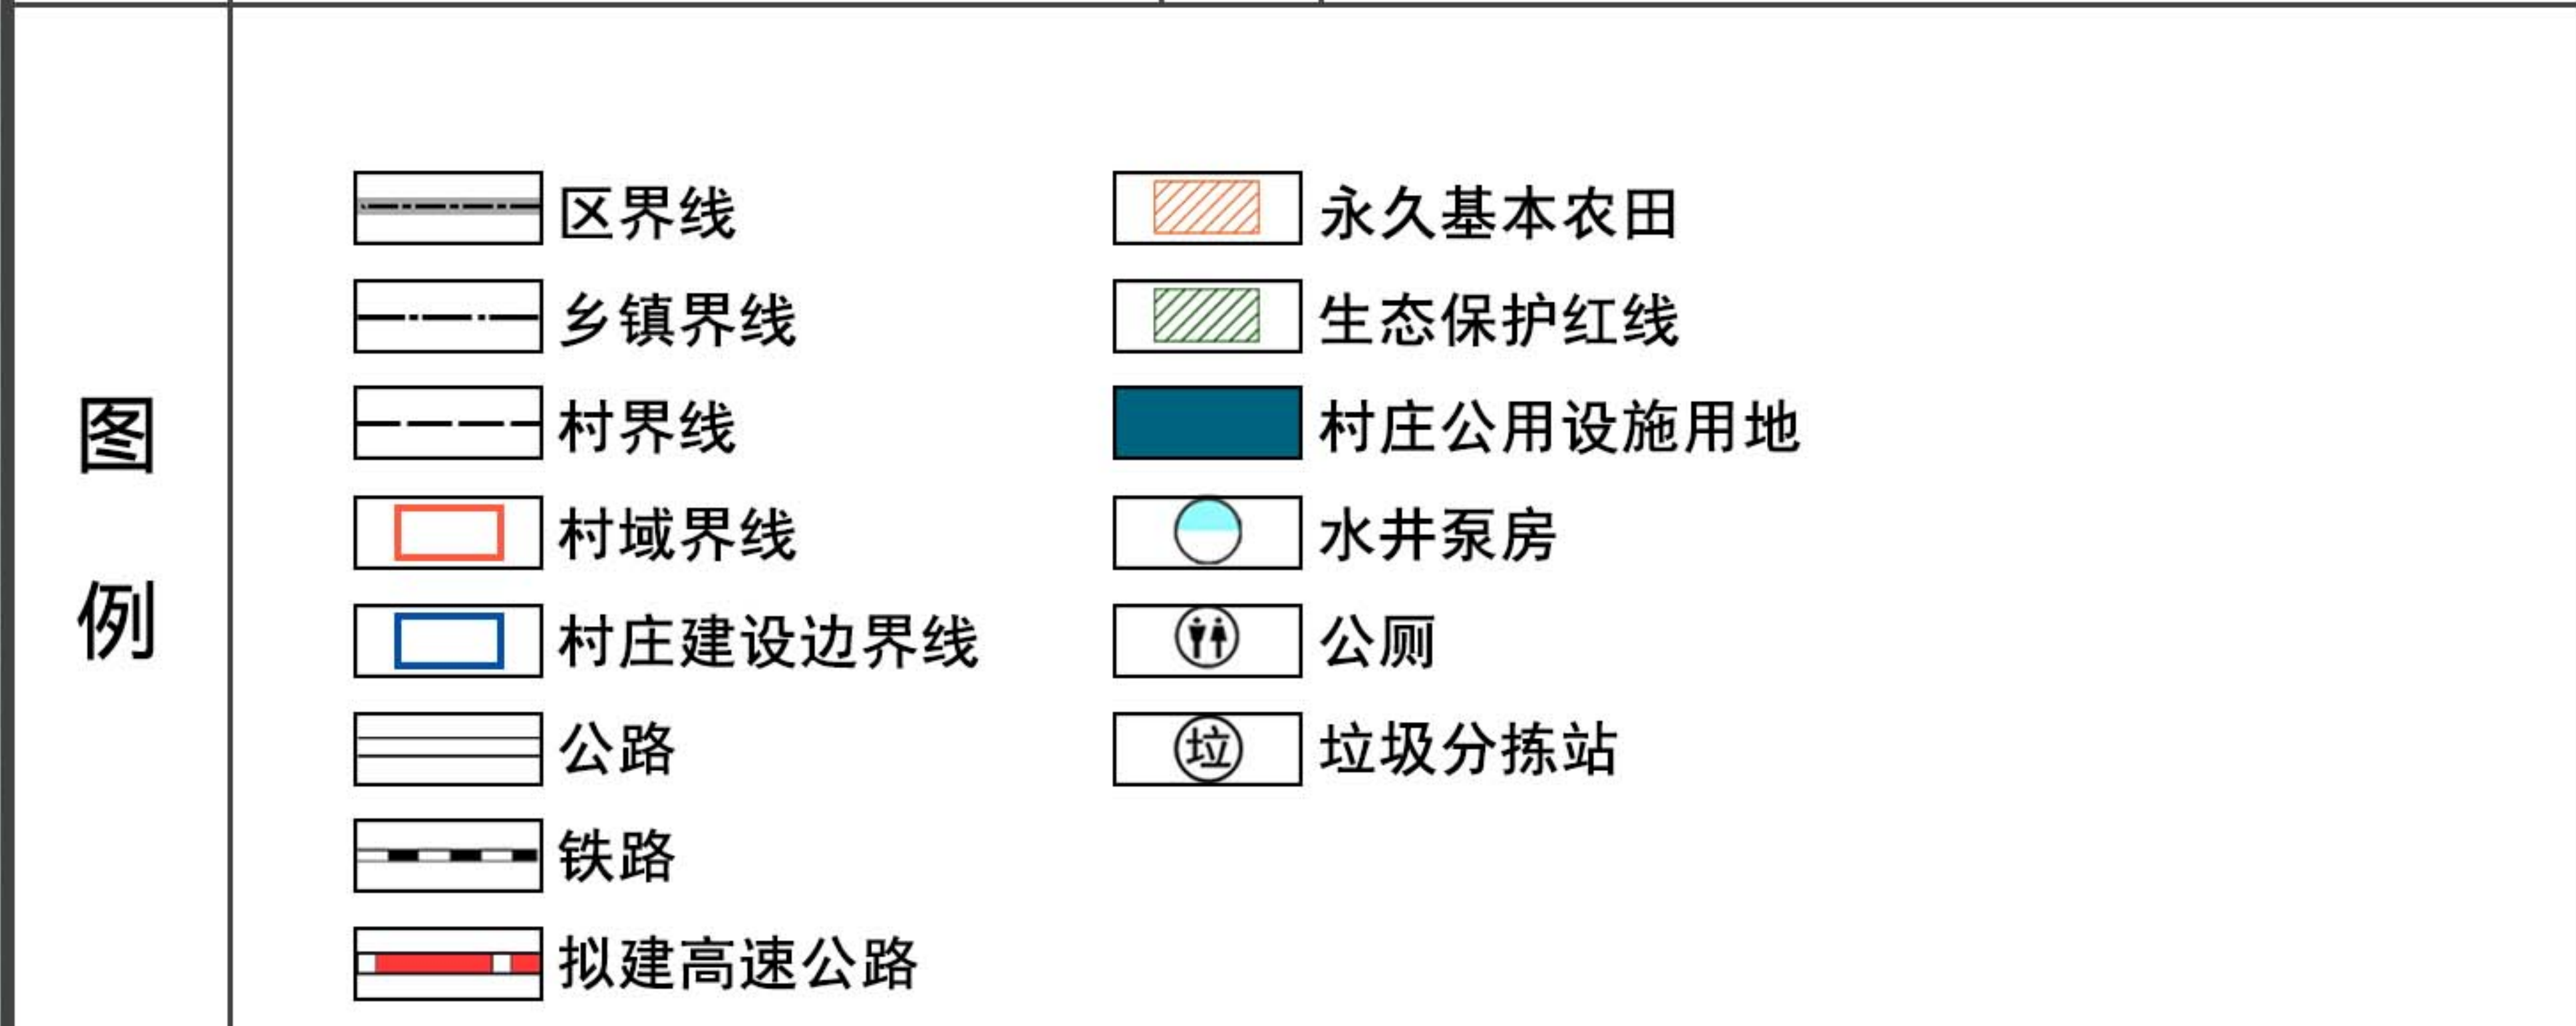 图例
区界线
乡镇界线
村界线
村域界线
村庄建设边界线
公路
铁路
拟建高速公路
永久基本农田
生态保护红线
村庄公用设施用地
水井泵房
公厕
垃 垃圾分拣站